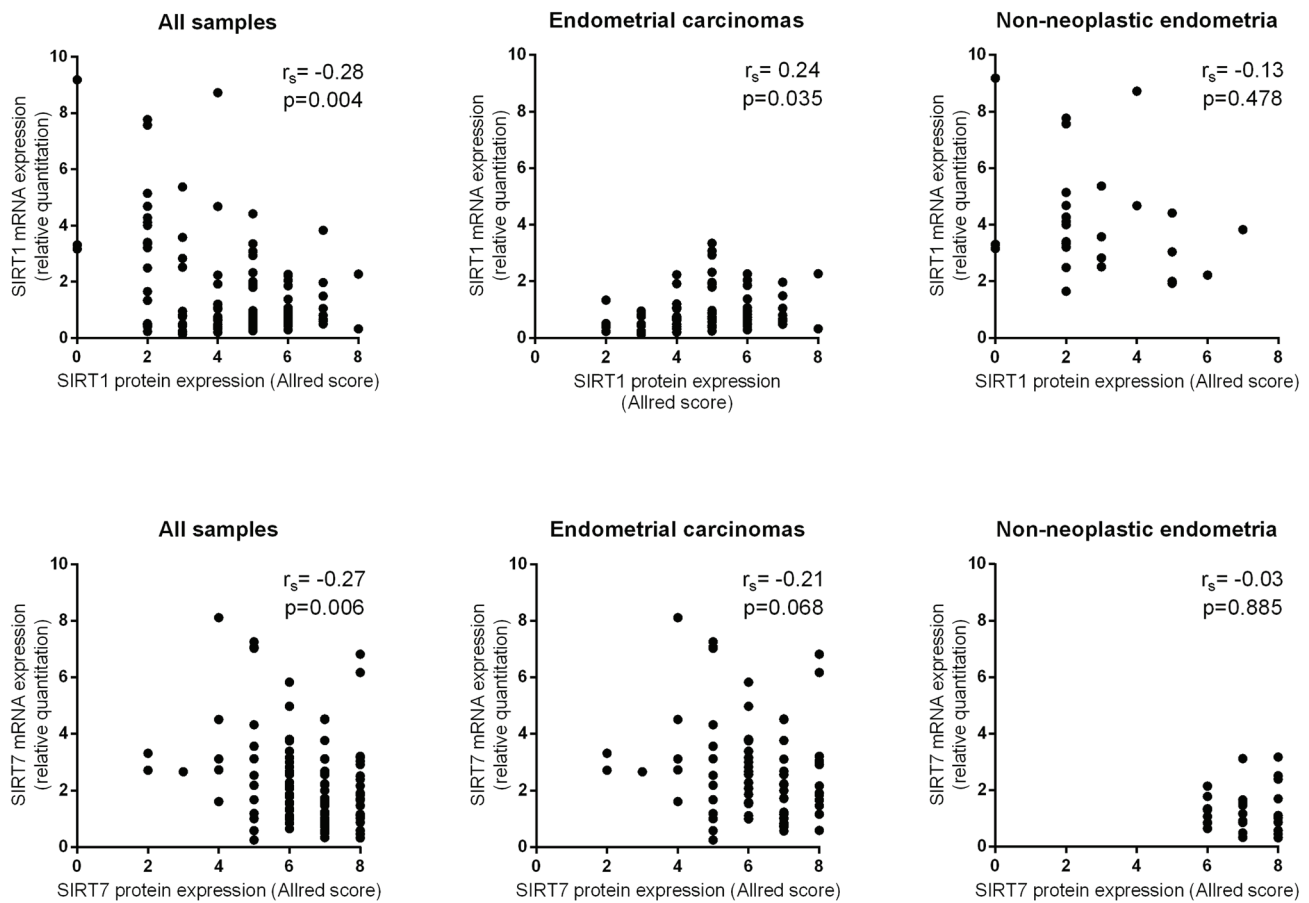 All samples
SIRT1 mRNA expression
(relative quantitation)
10
8
6
4
2
0
rs= -0.28
p=0.004
0 2 4 6 8
SIRT1 protein expression (Allred score)
Endometrial carcinomas
SIRT1 mRNA expression
(relative quantitation)
10
8
6
4
2
0
rs= 0.24
p=0.035
0 2 4 6 8
SIRT1 protein expression
(Allred score)
Non-neoplastic endometria
SIRT1 mRNA expression
(relative quantitation)
10
8
6
4
2
0
rs= -0.13
p=0.478
0 2 4 6 8
SIRT1 protein expression (Allred score)
All samples
SIRT7 mRNA expression
(relative quantitation)
10
8
6
4
2
0
rs= -0.27
p=0.006
0 2 4 6 8
SIRT7 protein expression (Allred score)
Endometrial carcinomas
SIRT7 mRNA expression
(relative quantitation)
10
8
6
4
2
0
rs= -0.21
p=0.068
0 2 4 6 8
SIRT7 protein expression (Allred score)
Non-neoplastic endometria
SIRT7 mRNA expression
(relative quantitation)
10
8
6
4
2
0
rs= -0.03
p=0.885
0 2 4 6 8
SIRT7 protein expression (Allred score)